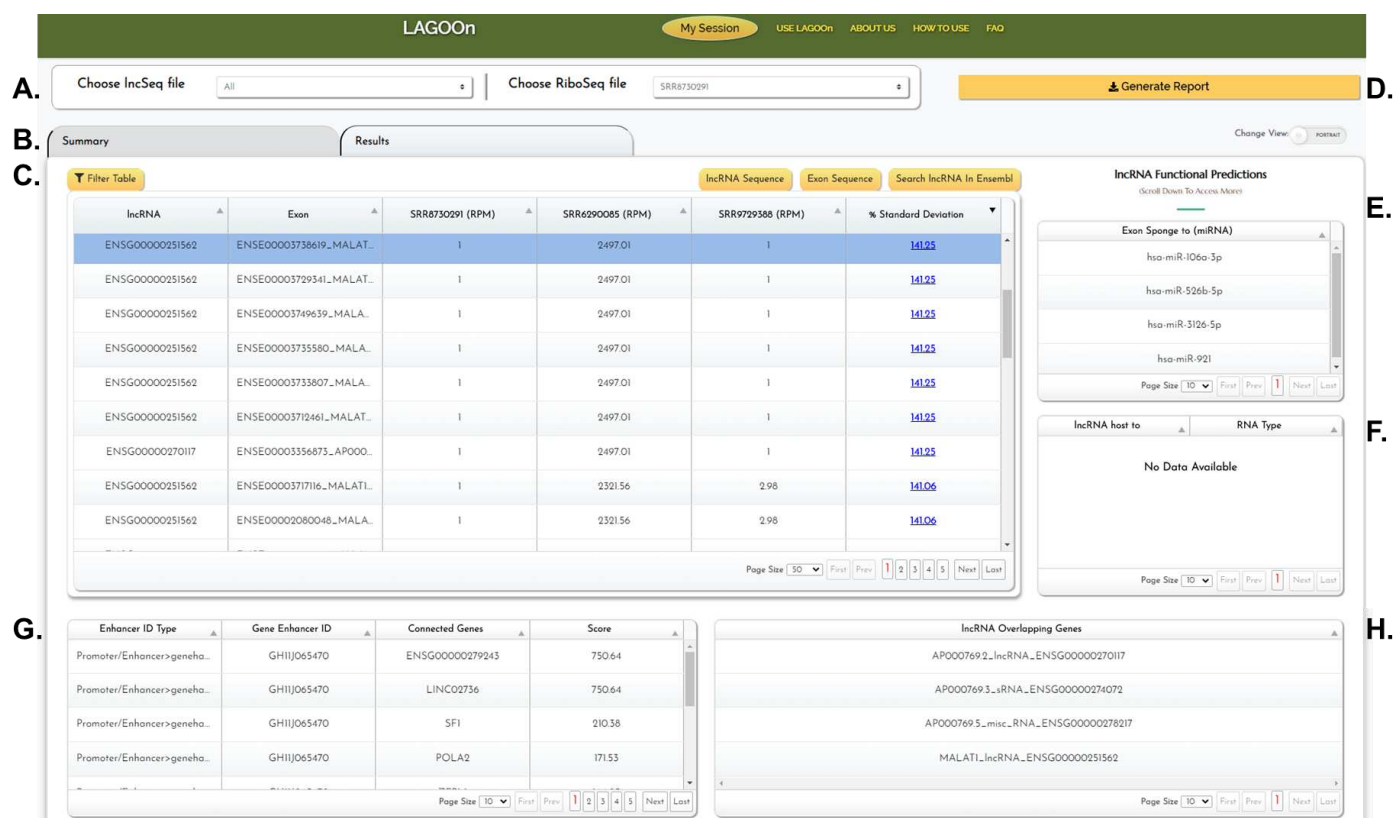 LAGOOn My Session USE LAGOOn ABOUT US HOW TO USE FAQ
A. Choose lncSeq file All Choose RiboSeq file SRR8730291 Generate Report D.
B. Summary Results Change View: PORTRAIT
C. Filter Table lncRNA Sequence Exon Sequence Search lncRNA In Ensembl
lncRNA Functional Predictions
(Scroll Down To Access More)
E.
lncRNA Exon SRR8730291 (RPM) SRR6290085 (RPM) SRR9729388 (RPM) % Standard Deviation
ENSG00000251562 ENSE00003738619_MALAT... 1 2497.01 1 141.25
ENSG00000251562 ENSE00003729341_MALAT... 1 2497.01 1 141.25
ENSG00000251562 ENSE00003749639_MALA... 1 2497.01 1 141.25
ENSG00000251562 ENSE00003735580_MALA... 1 2497.01 1 141.25
ENSG00000251562 ENSE00003733807_MALA... 1 2497.01 1 141.25
ENSG00000251562 ENSE00003712461_MALAT... 1 2497.01 1 141.25
ENSG00000270117 ENSE00003356873_AP000... 1 2497.01 1 141.25
ENSG00000251562 ENSE00003717116_MALAT1... 1 2321.56 2.98 141.06
ENSG00000251562 ENSE00002080048_MALA... 1 2321.56 2.98 141.06
Page Size 50 First Prev 1 2 3 4 5 Next Last
Exon Sponge to (miRNA)
hsa-miR-106a-3p
hsa-miR-526b-5p
hsa-miR-3126-5p
hsa-miR-921
Page Size 10 First Prev 1 Next Last
F.
lncRNA host to RNA Type
No Data Available
Page Size 10 First Prev 1 Next Last
G.
Enhancer ID Type Gene Enhancer ID Connected Genes Score
Promoter/Enhancer>geneha... GH11J065470 ENSG00000279243 750.64
Promoter/Enhancer>geneha... GH11J065470 LINC02736 750.64
Promoter/Enhancer>geneha... GH11J065470 SF1 210.38
Promoter/Enhancer>geneha... GH11J065470 POLA2 171.53
Page Size 10 First Prev 1 2 3 4 5 Next Last
H.
lncRNA Overlapping Genes
AP000769.2_lncRNA_ENSG00000270117
AP000769.3_sRNA_ENSG00000274072
AP000769.5_misc_RNA_ENSG00000278217
MALAT1_lncRNA_ENSG00000251562
Page Size 10 First Prev 1 Next Last